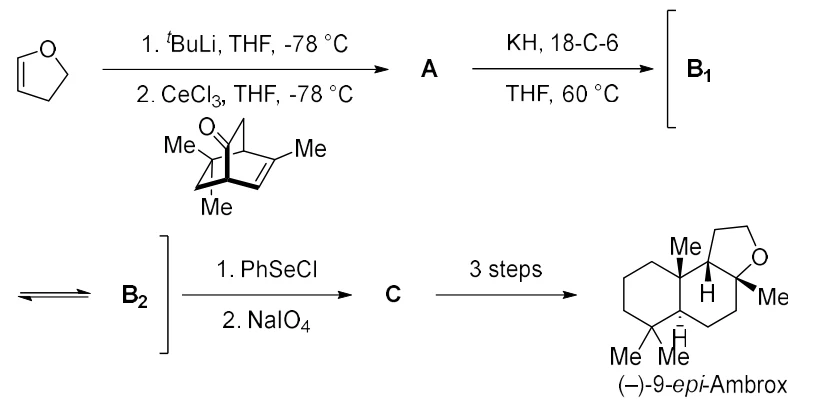 O
1. ᵗBuLi, THF, -78 °C
2. CeCl₃, THF, -78 °C
O
Me
Me
Me
A
KH, 18-C-6
THF, 60 °C
B₁
B₂
1. PhSeCl
2. NaIO₄
C
3 steps
Me
O
H
Me
H
Me Me
(–)-9-epi-Ambrox